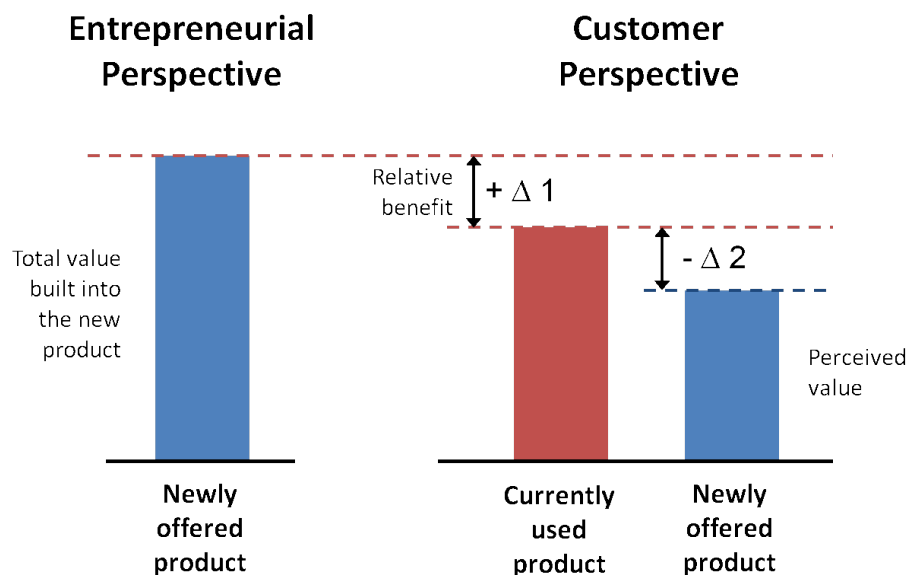 Entrepreneurial
Perspective
Customer
Perspective
Relative
benefit
+ Δ 1
- Δ 2
Total value
built into
the new
product
Perceived
value
Newly
offered
product
Currently
used
product
Newly
offered
product